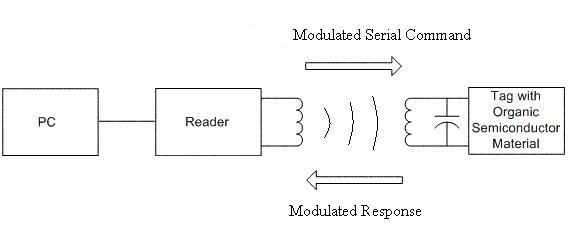 Modulated Serial Command
PC
Reader
Tag with
Organic
Semiconductor
Material
Modulated Response